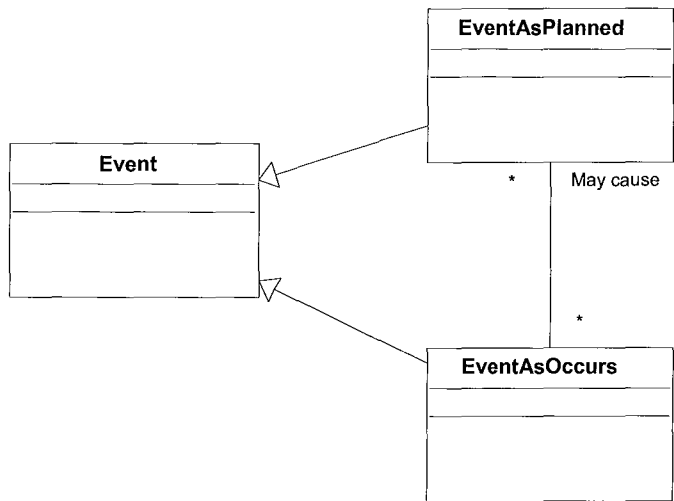 EventAsPlanned
Event
* May cause
*
EventAsOccurs